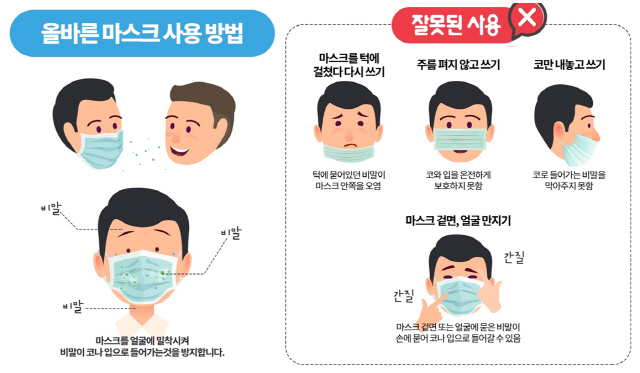 올바른 마스크 사용 방법
비말
비말
비말
마스크를 얼굴에 밀착시켜
비말이 코나 입으로 들어가는것을 방지합니다.
잘못된 사용
마스크를 턱에
걸쳤다 다시 쓰기
턱에 묻어있던 비말이
마스크 안쪽을 오염
주름 펴지 않고 쓰기
코와 입을 온전하게
보호하지 못함
코만 내놓고 쓰기
코로 들어가는 비말을
막아주지 못함
마스크 겉면, 얼굴 만지기
간질
간질
마스크 겉면 또는 얼굴에 묻은 비말이
손에 묻어 코나 입으로 들어갈 수 있음